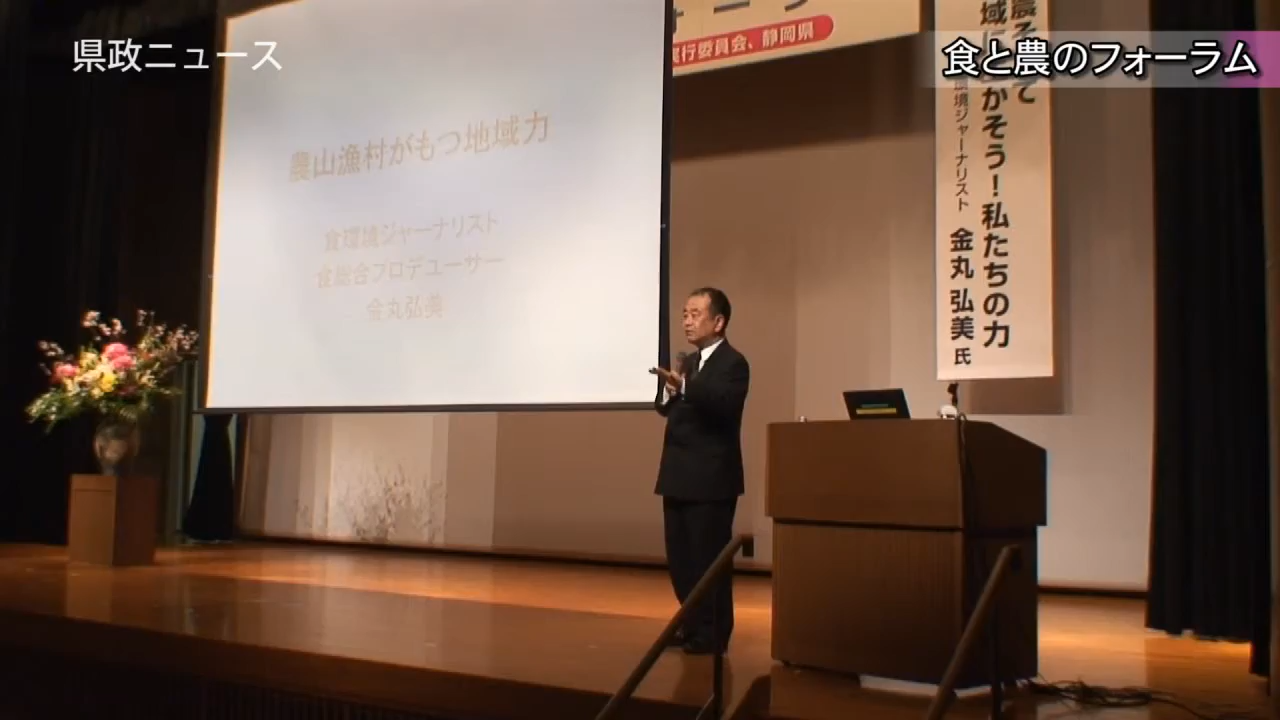 県政ニュース
食と農のフォーラム
実行委員会、静岡県
農山漁村がもつ地域力
食環境ジャーナリスト
食総合プロデューサー
金丸弘美
かそう！私たちの力
環境ジャーナリスト 金丸 弘美 氏